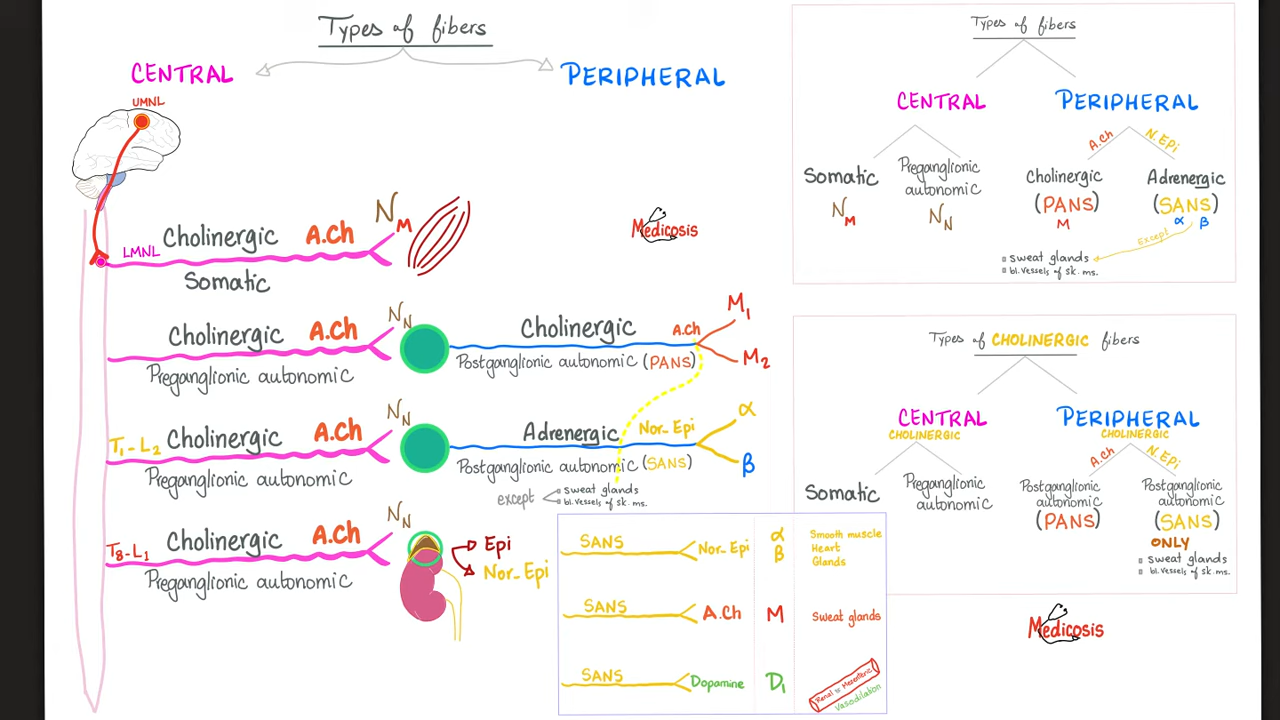 Types of fibers
CENTRAL
PERIPHERAL
UMNL
LMNL
Cholinergic A.Ch
NM
Somatic
Medicosis
Cholinergic A.Ch
NN
Preganglionic autonomic
Cholinergic
A.Ch
M1
M2
Postganglionic autonomic (PANS)
T1-L2 Cholinergic A.Ch
NN
Preganglionic autonomic
Adrenergic
Nor-Epi
α
β
Postganglionic autonomic (SANS)
except
sweat glands
bl. vessels of sk. ms.
T8-L1 Cholinergic A.Ch
NN
Preganglionic autonomic
Epi
Nor-Epi
SANS
Nor-Epi
α
β
Smooth muscle
Heart
Glands
SANS
A.Ch
M
Sweat glands
SANS
Dopamine
D1
Renal & Mesenteric
Vasodilation
Types of fibers
CENTRAL
PERIPHERAL
A.Ch
N.Epi
Somatic
NM
Preganglionic
autonomic
NN
Cholinergic
(PANS)
M
Adrenergic
(SANS)
α β
Except
sweat glands
bl. vessels of sk. ms.
Types of CHOLINERGIC fibers
CENTRAL
CHOLINERGIC
PERIPHERAL
CHOLINERGIC
A.Ch
N.Epi
Somatic
Preganglionic
autonomic
Postganglionic
autonomic
(PANS)
Postganglionic
autonomic
(SANS)
ONLY
sweat glands
bl. vessels of sk. ms.
Medicosis